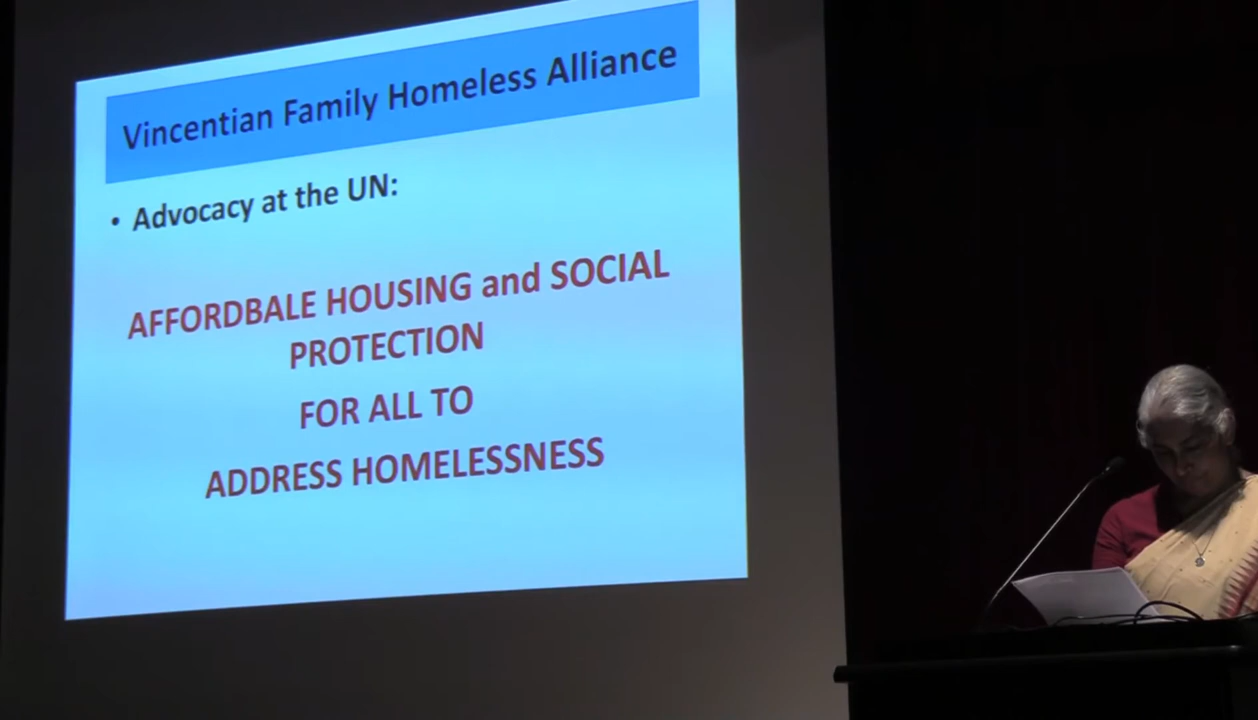 Vincentian Family Homeless Alliance
• Advocacy at the UN:
AFFORDBALE HOUSING and SOCIAL
PROTECTION
FOR ALL TO
ADDRESS HOMELESSNESS